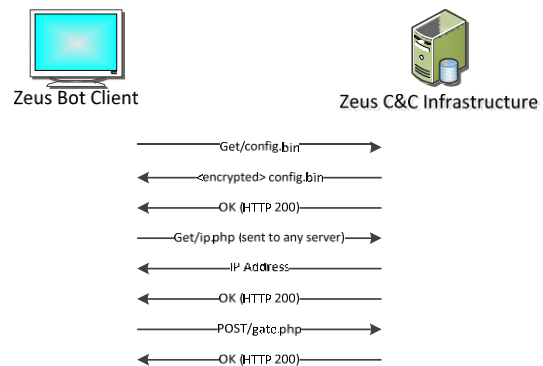 Zeus Bot Client
Zeus C&C Infrastructure
Get/config.bin
<encrypted> config.bin
OK (HTTP 200)
Get/ip.php (sent to any server)
IP Address
OK (HTTP 200)
POST/gate.php
OK (HTTP 200)